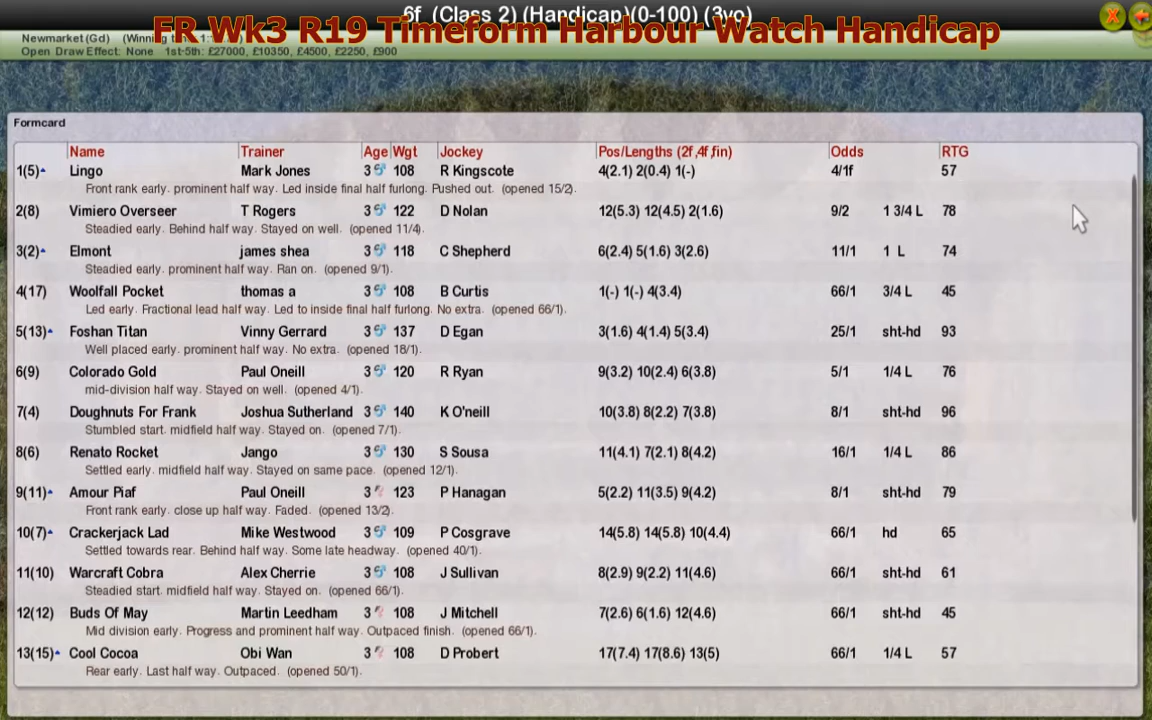 6f (Class 2) (Handicap)(0-100) (3yo)
FR Wk3 R19 Timeform Harbour Watch Handicap
Newmarket(Gd) (Winning
Open Draw Effect: None 1st-5th: £27000, £10350, £4500, £2250, £900
Formcard
Name Trainer Age Wgt Jockey Pos/Lengths (2f,4f,fin) Odds RTG
1(5) Lingo Mark Jones 3 108 R Kingscote 4(2.1) 2(0.4) 1(-) 4/1f 57
Front rank early. prominent half way. Led inside final half furlong. Pushed out. (opened 15/2).
2(8) Vimiero Overseer T Rogers 3 122 D Nolan 12(5.3) 12(4.5) 2(1.6) 9/2 1 3/4 L 78
Steadied early. Behind half way. Stayed on well. (opened 11/4).
3(2) Elmont james shea 3 118 C Shepherd 6(2.4) 5(1.6) 3(2.6) 11/1 1 L 74
Steadied early. prominent half way. Ran on. (opened 9/1).
4(17) Woolfall Pocket thomas a 3 108 B Curtis 1(-) 1(-) 4(3.4) 66/1 3/4 L 45
Led early. Fractional lead half way. Led to inside final half furlong. No extra. (opened 66/1).
5(13) Foshan Titan Vinny Gerrard 3 137 D Egan 3(1.6) 4(1.4) 5(3.4) 25/1 sht-hd 93
Well placed early. prominent half way. No extra. (opened 18/1).
6(9) Colorado Gold Paul Oneill 3 120 R Ryan 9(3.2) 10(2.4) 6(3.8) 5/1 1/4 L 76
mid-division half way. Stayed on well. (opened 4/1).
7(4) Doughnuts For Frank Joshua Sutherland 3 140 K O'neill 10(3.8) 8(2.2) 7(3.8) 8/1 sht-hd 96
Stumbled start. midfield half way. Stayed on. (opened 7/1).
8(6) Renato Rocket Jango 3 130 S Sousa 11(4.1) 7(2.1) 8(4.2) 16/1 1/4 L 86
Settled early. midfield half way. Stayed on same pace. (opened 12/1).
9(11) Amour Piaf Paul Oneill 3 123 P Hanagan 5(2.2) 11(3.5) 9(4.2) 8/1 sht-hd 79
Front rank early. close up half way. Faded. (opened 13/2).
10(7) Crackerjack Lad Mike Westwood 3 109 P Cosgrave 14(5.8) 14(5.8) 10(4.4) 66/1 hd 65
Settled towards rear. Behind half way. Some late headway. (opened 40/1).
11(10) Warcraft Cobra Alex Cherrie 3 108 J Sullivan 8(2.9) 9(2.2) 11(4.6) 66/1 sht-hd 61
Steadied start. midfield half way. Stayed on. (opened 66/1).
12(12) Buds Of May Martin Leedham 3 108 J Mitchell 7(2.6) 6(1.6) 12(4.6) 66/1 sht-hd 45
Mid division early. Progress and prominent half way. Outpaced finish. (opened 66/1).
13(15) Cool Cocoa Obi Wan 3 108 D Probert 17(7.4) 17(8.6) 13(5) 66/1 1/4 L 57
Rear early. Last half way. Outpaced. (opened 50/1).